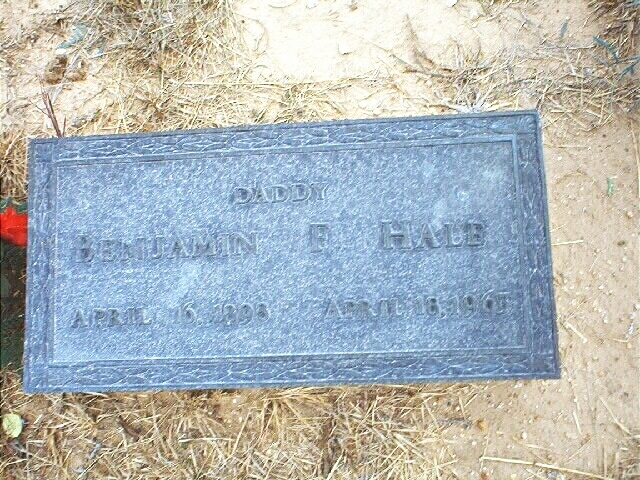 DADDY
BENJAMIN F HALE
APRIL 16, 1898 APRIL 18, 1961